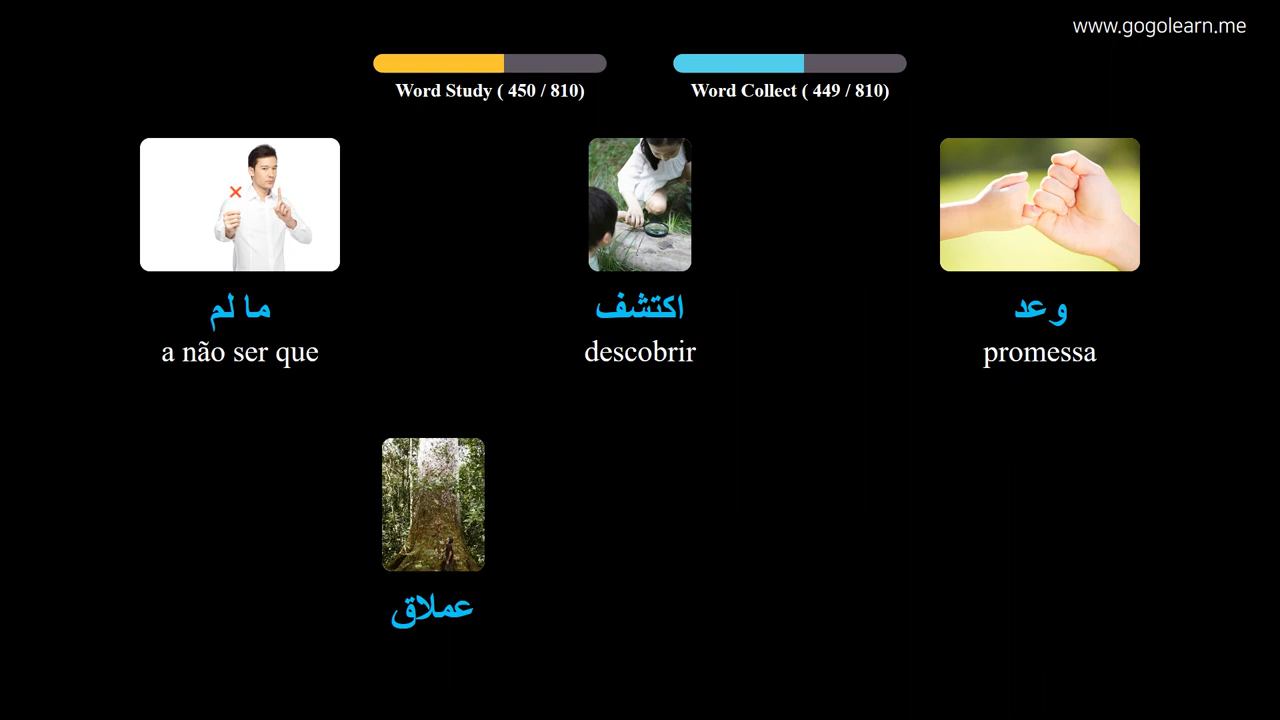 www.gogolearn.me
Word Study ( 450 / 810)
Word Collect ( 449 / 810)
ما لم
a não ser que
اكتشف
descobrir
وعد
promessa
عملاق